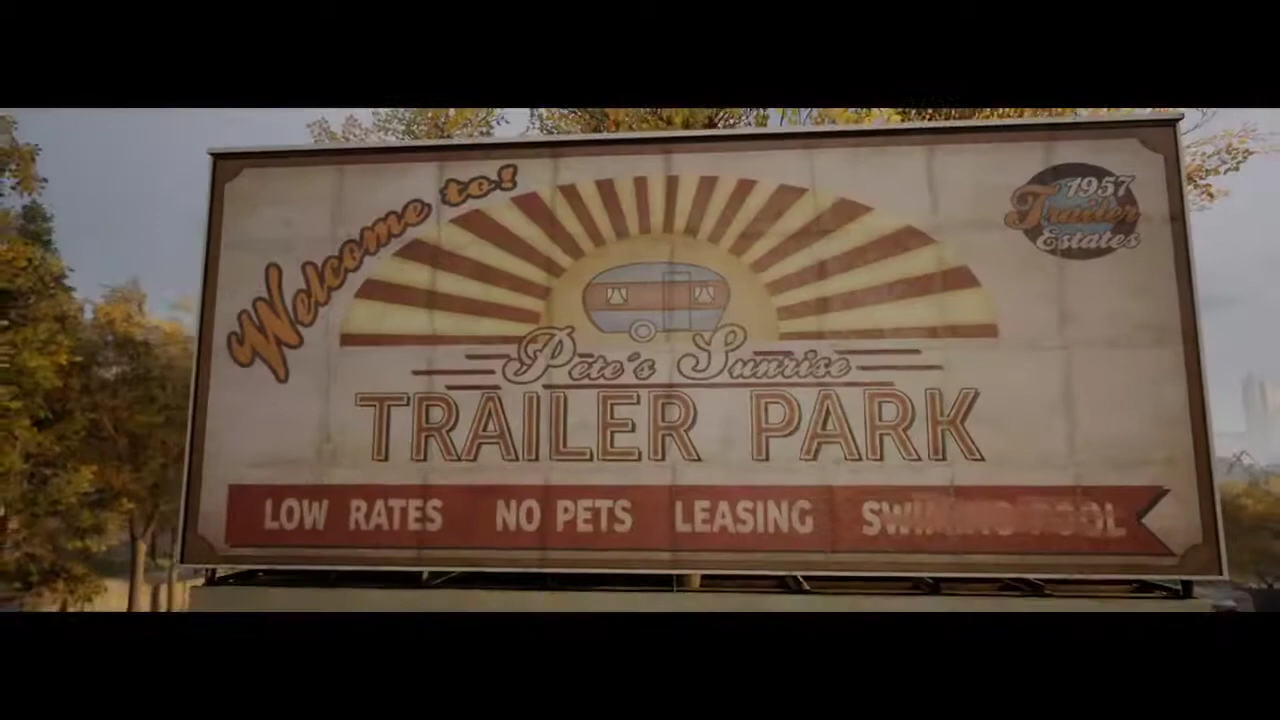 Welcome to!
1957
Trailer
Estates
Pete's Sunrise
TRAILER PARK
LOW RATES NO PETS LEASING